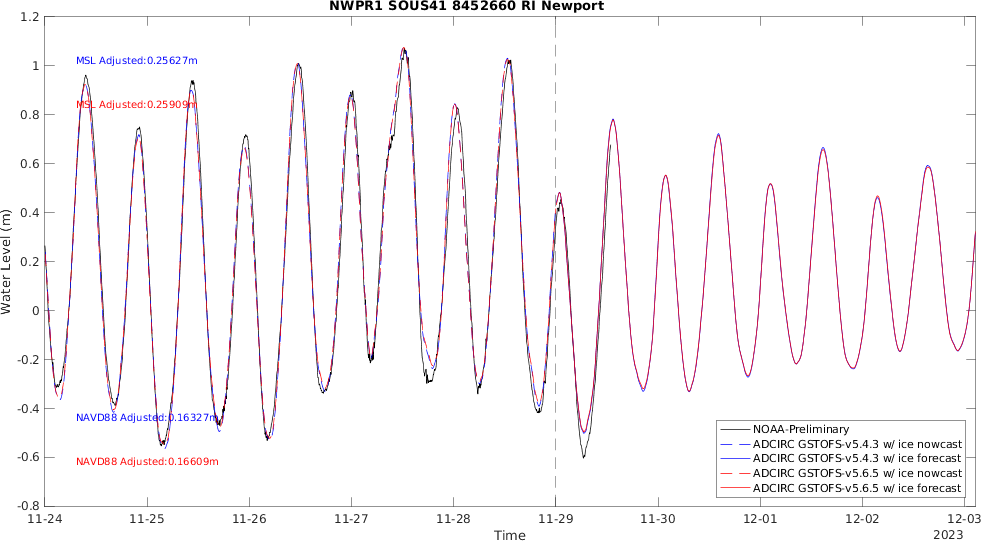 NWPR1 SOUS41 8452660 RI Newport
1.2
1
0.8
0.6
0.4
0.2
0
-0.2
-0.4
-0.6
-0.8
Water Level (m)
MSL Adjusted:0.25627m
MSL Adjusted:0.25909m
NAVD88 Adjusted:0.16327m
NAVD88 Adjusted:0.16609m
NOAA-Preliminary
ADCIRC GSTOFS-v5.4.3 w/ ice nowcast
ADCIRC GSTOFS-v5.4.3 w/ ice forecast
ADCIRC GSTOFS-v5.6.5 w/ ice nowcast
ADCIRC GSTOFS-v5.6.5 w/ ice forecast
11-24 11-25 11-26 11-27 11-28 11-29 11-30 12-01 12-02 12-03
Time
2023